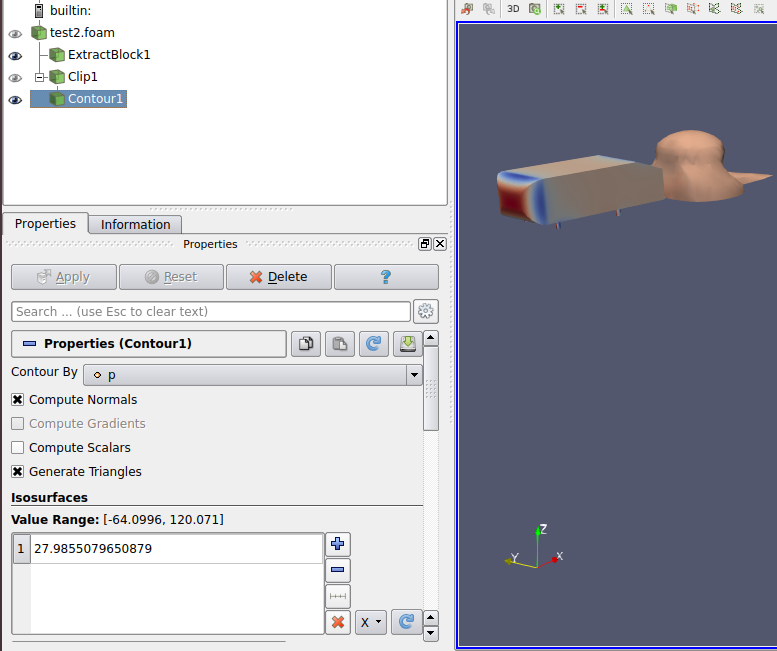 builtin:
test2.foam
ExtractBlock1
Clip1
Contour1
3D
Properties
Information
Properties
Apply
Reset
Delete
?
Search ... (use Esc to clear text)
Properties (Contour1)
Contour By
p
Compute Normals
Compute Gradients
Compute Scalars
Generate Triangles
Isosurfaces
Value Range: [-64.0996, 120.071]
1 27.9855079650879
X
Z
Y
X